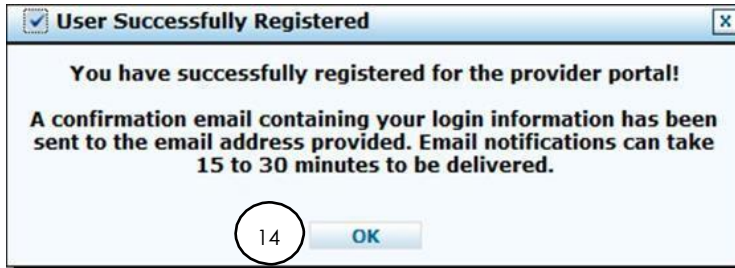 User Successfully Registered
x
You have successfully registered for the provider portal!
A confirmation email containing your login information has been
sent to the email address provided. Email notifications can take
15 to 30 minutes to be delivered.
14 OK